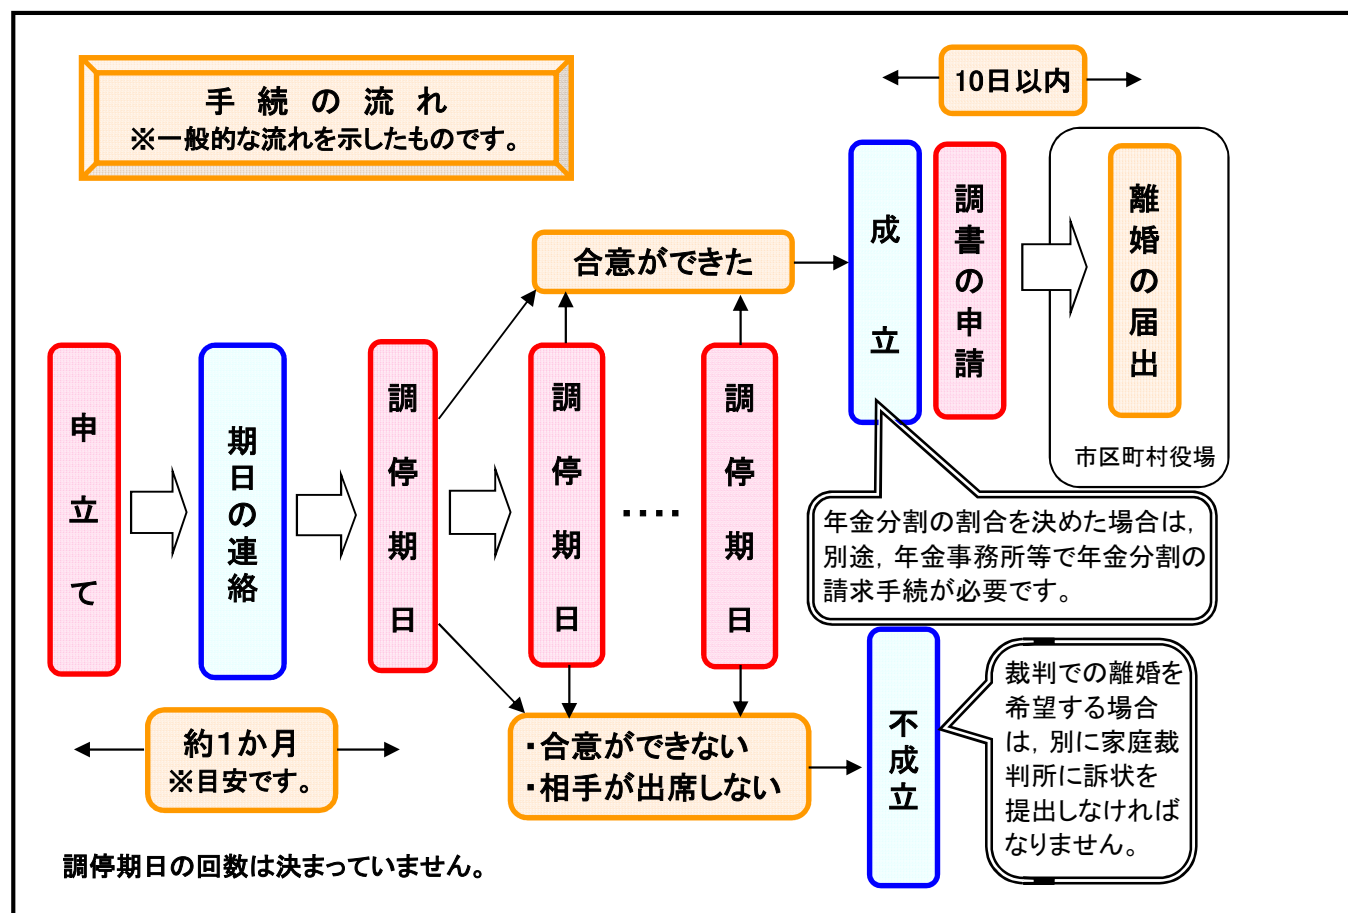 手続の流れ
※一般的な流れを示したものです。
10日以内
合意ができた
成立
調書の申請
離婚の届出
市区町村役場
申立て
期日の連絡
調停期日
調停期日
････
調停期日
年金分割の割合を決めた場合は,
別途, 年金事務所等で年金分割の
請求手続が必要です。
約1か月
※目安です。
・合意ができない
・相手が出席しない
不成立
裁判での離婚を
希望する場合
は, 別に家庭裁
判所に訴状を
提出しなければ
なりません。
調停期日の回数は決まっていません。